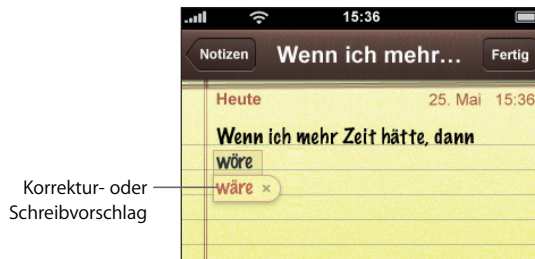 15:36
Notizen Wenn ich mehr... Fertig
Heute 25. Mai 15:36
Wenn ich mehr Zeit hätte, dann
wöre
Korrektur- oder wäre ×
Schreibvorschlag